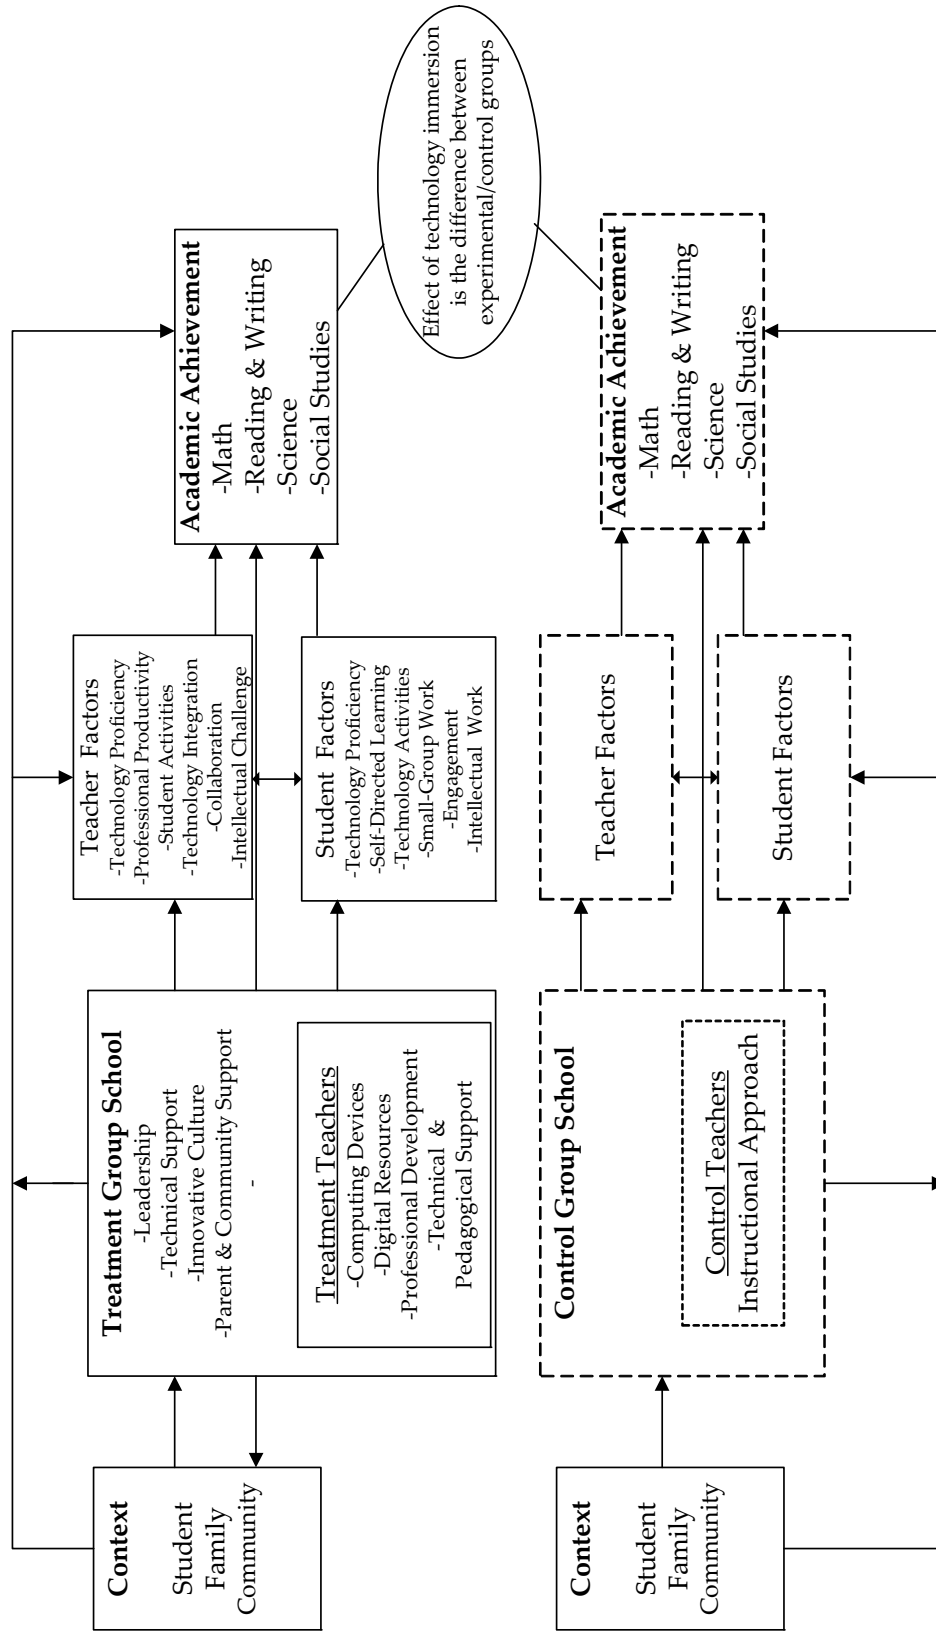 Context
Student
Family
Community
Treatment Group School
-Leadership
-Technical Support
-Innovative Culture
-Parent & Community Support
-
Treatment Teachers
-Computing Devices
-Digital Resources
-Professional Development
-Technical &
Pedagogical Support
Teacher Factors
-Technology Proficiency
-Professional Productivity
-Student Activities
-Technology Integration
-Collaboration
-Intellectual Challenge
Student Factors
-Technology Proficiency
-Self-Directed Learning
-Technology Activities
-Small-Group Work
-Engagement
-Intellectual Work
Academic Achievement
-Math
-Reading & Writing
-Science
-Social Studies
Effect of technology immersion
is the difference between
experimental/control groups
Context
Student
Family
Community
Control Group School
Control Teachers
Instructional Approach
Teacher Factors
Student Factors
Academic Achievement
-Math
-Reading & Writing
-Science
-Social Studies